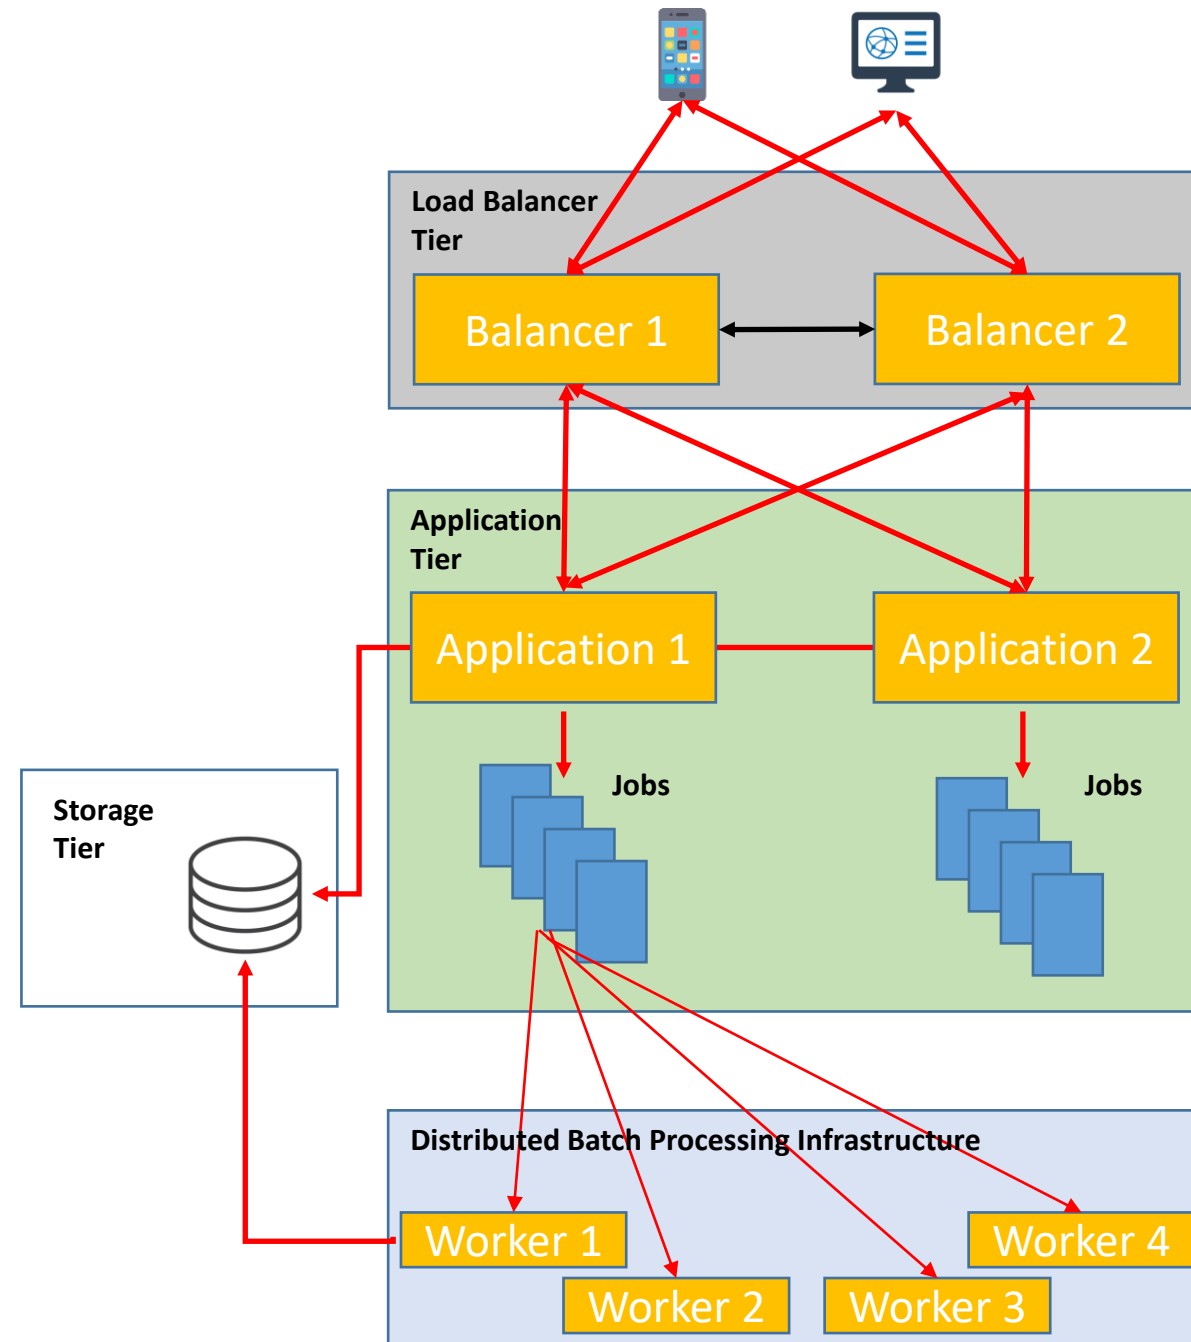 Load Balancer
Tier
Balancer 1
Balancer 2
Application
Tier
Application 1
Application 2
Jobs
Jobs
Storage
Tier
Distributed Batch Processing Infrastructure
Worker 1
Worker 4
Worker 2
Worker 3